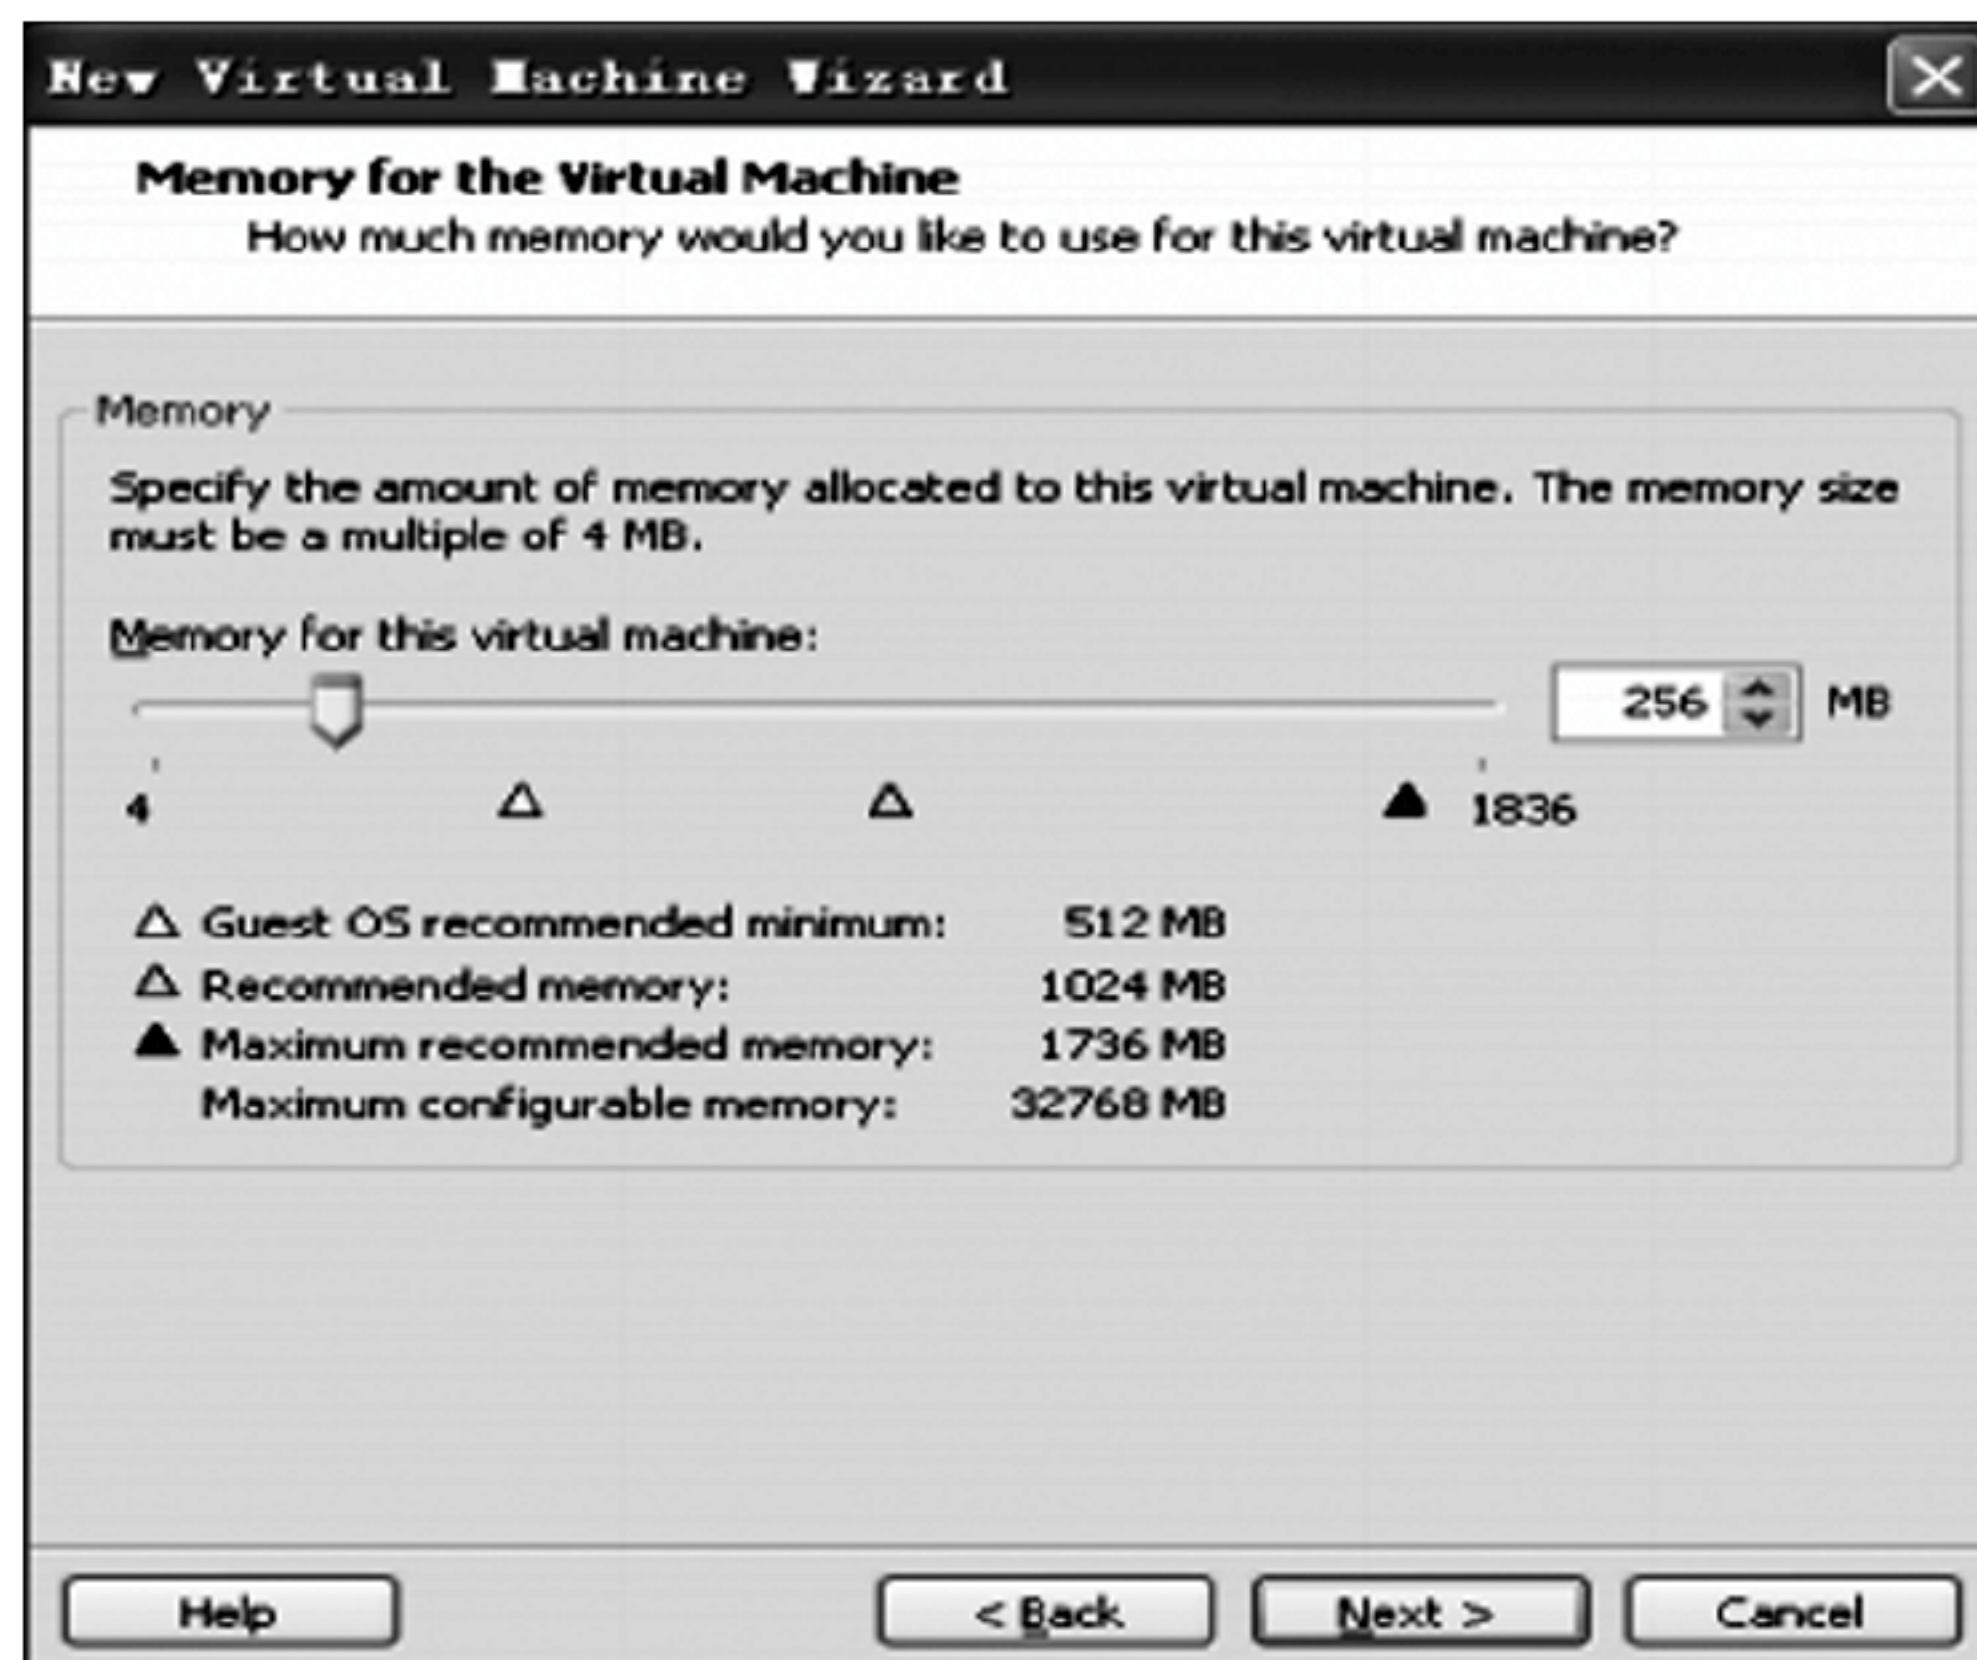 New Virtual Machine Wizard
Memory for the Virtual Machine
How much memory would you like to use for this virtual machine?
Memory
Specify the amount of memory allocated to this virtual machine. The memory size
must be a multiple of 4 MB.
Memory for this virtual machine:
256 MB
4 1836
Guest OS recommended minimum: 512 MB
Recommended memory: 1024 MB
Maximum recommended memory: 1736 MB
Maximum configurable memory: 32768 MB
Help < Back Next > Cancel